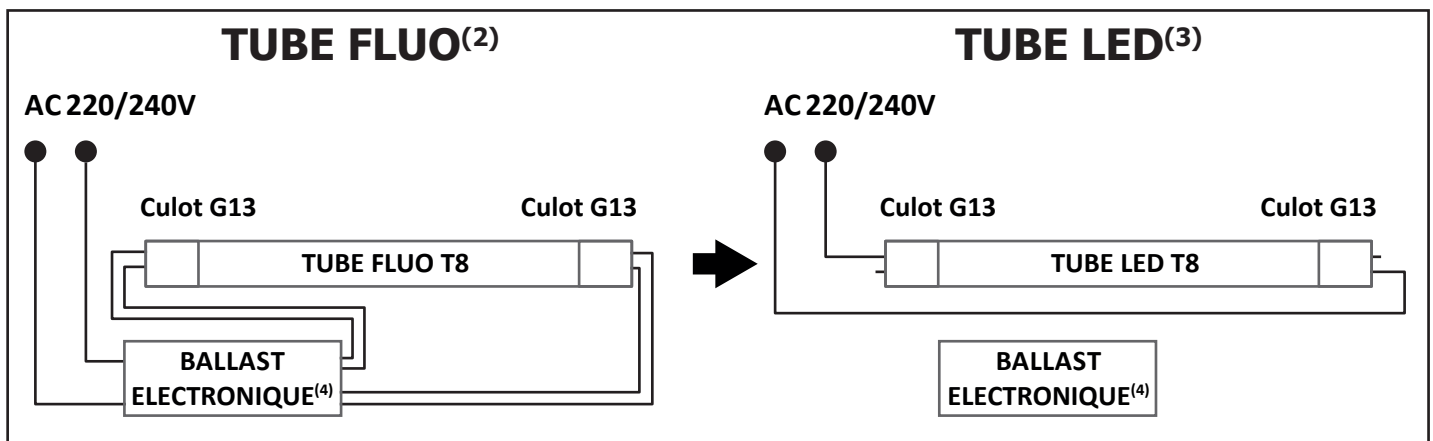 TUBE FLUO(2)
AC 220/240V
Culot G13
Culot G13
TUBE FLUO T8
BALLAST
ELECTRONIQUE(4)
TUBE LED(3)
AC 220/240V
Culot G13
Culot G13
TUBE LED T8
BALLAST
ELECTRONIQUE(4)